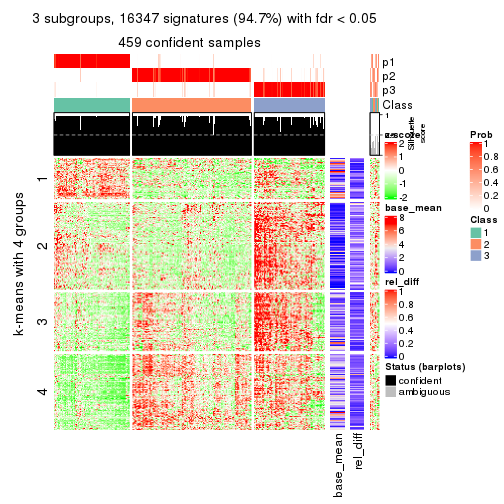 3 subgroups, 16347 signatures (94.7%) with fdr < 0.05
459 confident samples
p1
p2
p3
Class
1
Silhouette
score
k-means with 4 groups
1
2
3
4
z-score
2
1
0
-1
-2
base_mean
8
6
4
2
0
rel_diff
1
0.8
0.6
0.4
0.2
0
Status (barplots)
confident
ambiguous
Prob
1
0.8
0.6
0.4
0.2
0
Class
1
2
3
base_mean
rel_diff